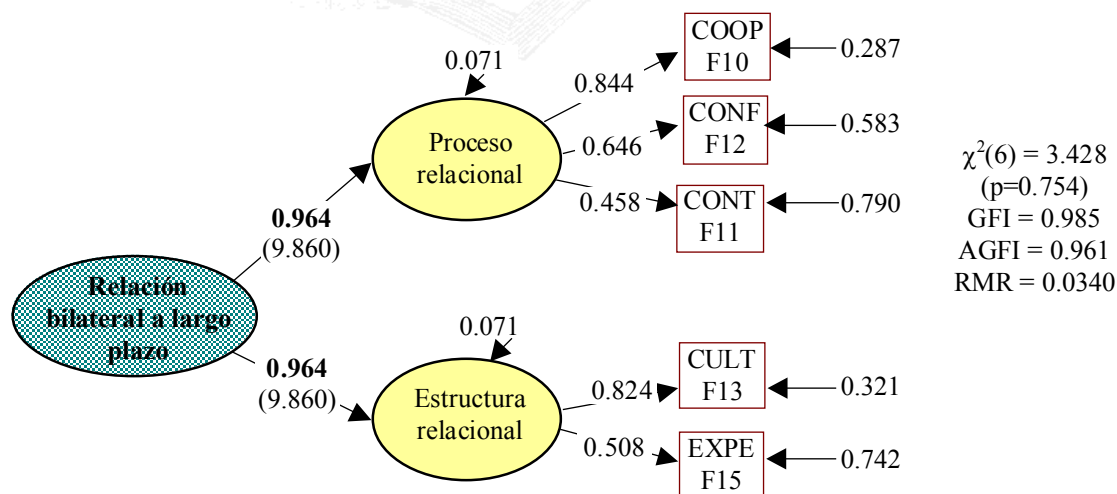 0.071
0.844
COOP
F10
0.287
Proceso
relacional
0.646
CONF
F12
0.583
0.458
CONT
F11
0.790
χ²(6) = 3.428
(p=0.754)
GFI = 0.985
AGFI = 0.961
RMR = 0.0340
0.964
(9.860)
Relación
bilateral a largo
plazo
0.964
(9.860)
0.071
Estructura
relacional
0.824
CULT
F13
0.321
0.508
EXPE
F15
0.742